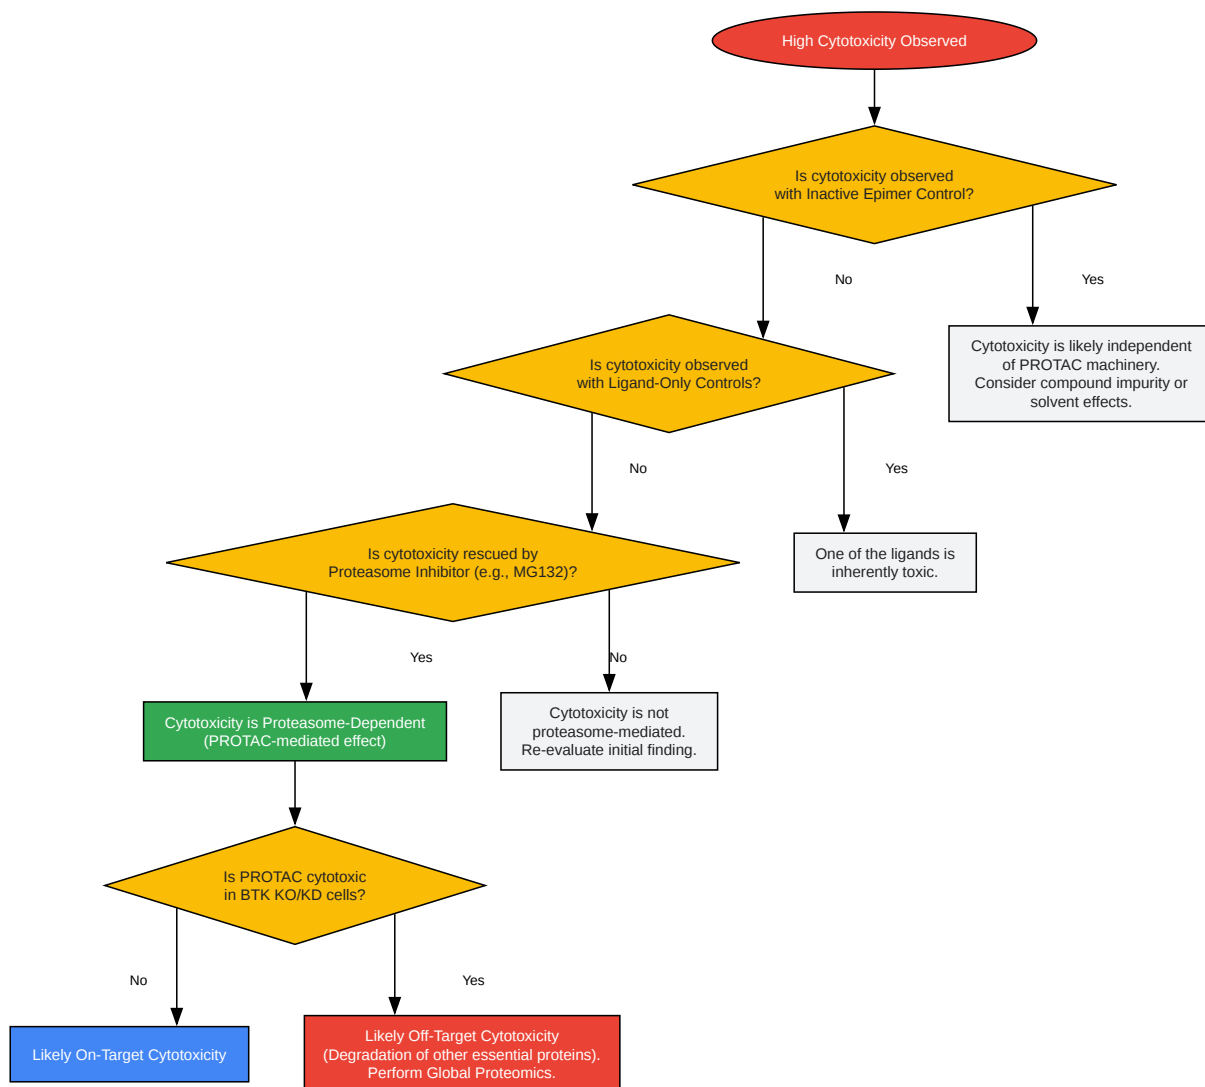 High Cytotoxicity Observed
Is cytotoxicity observed
with Inactive Epimer Control?
No
Yes
Is cytotoxicity observed
with Ligand-Only Controls?
Cytotoxicity is likely independent
of PROTAC machinery.
Consider compound impurity or
solvent effects.
No
Yes
Is cytotoxicity rescued by
Proteasome Inhibitor (e.g., MG132)?
One of the ligands is
inherently toxic.
Yes
No
Cytotoxicity is Proteasome-Dependent
(PROTAC-mediated effect)
Cytotoxicity is not
proteasome-mediated.
Re-evaluate initial finding.
Is PROTAC cytotoxic
in BTK KO/KD cells?
No
Yes
Likely On-Target Cytotoxicity
Likely Off-Target Cytotoxicity
(Degradation of other essential proteins).
Perform Global Proteomics.